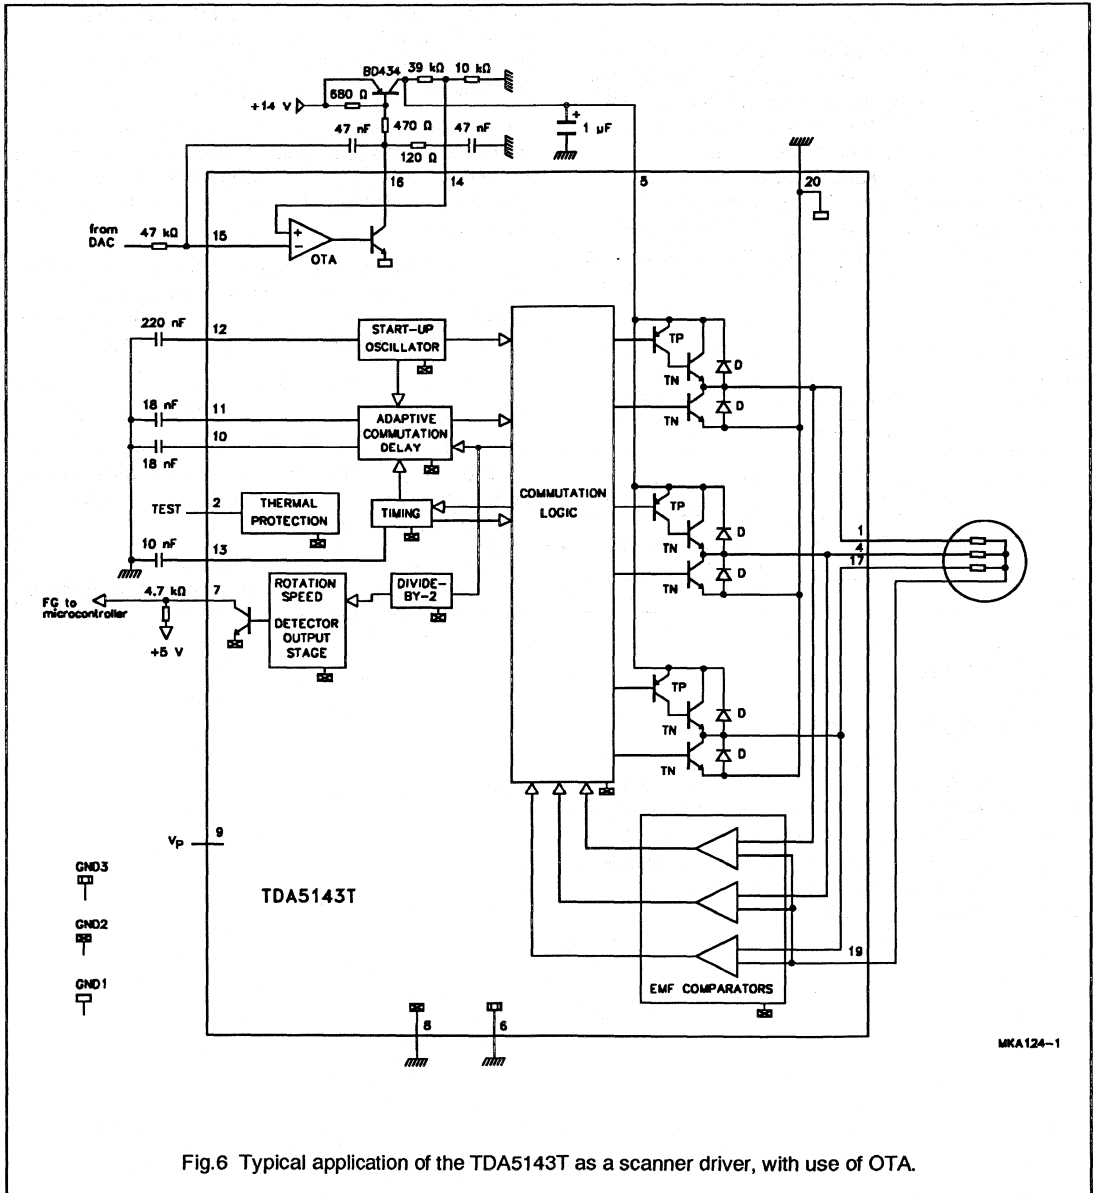 BD434
39 kΩ
10 kΩ
+14 V
680 Ω
470 Ω
47 nF
47 nF
120 Ω
+
1 µF
16
14
5
20
from
DAC
47 kΩ
15
+
−
OTA
220 nF
12
START-UP
OSCILLATOR
TP
TN
D
TN
D
18 nF
11
10
18 nF
ADAPTIVE
COMMUTATION
DELAY
COMMUTATION
LOGIC
TEST
2
THERMAL
PROTECTION
TIMING
10 nF
13
TP
TN
D
TN
D
1
4
17
FG to
microcontroller
4.7 kΩ
7
+5 V
ROTATION
SPEED
DETECTOR
OUTPUT
STAGE
DIVIDE-
BY-2
TP
TN
D
TN
D
VP
9
GND3
GND2
GND1
TDA5143T
19
EMF COMPARATORS
8
6
MKA124-1
Fig.6 Typical application of the TDA5143T as a scanner driver, with use of OTA.